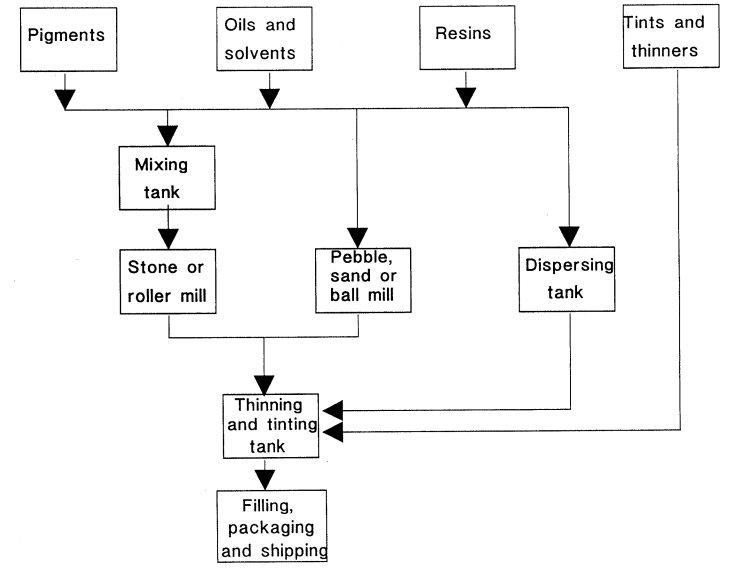 Pigments
Oils and
solvents
Resins
Tints and
thinners
Mixing
tank
Stone or
roller mill
Pebble,
sand or
ball mill
Dispersing
tank
Thinning
and tinting
tank
Filling,
packaging
and shipping